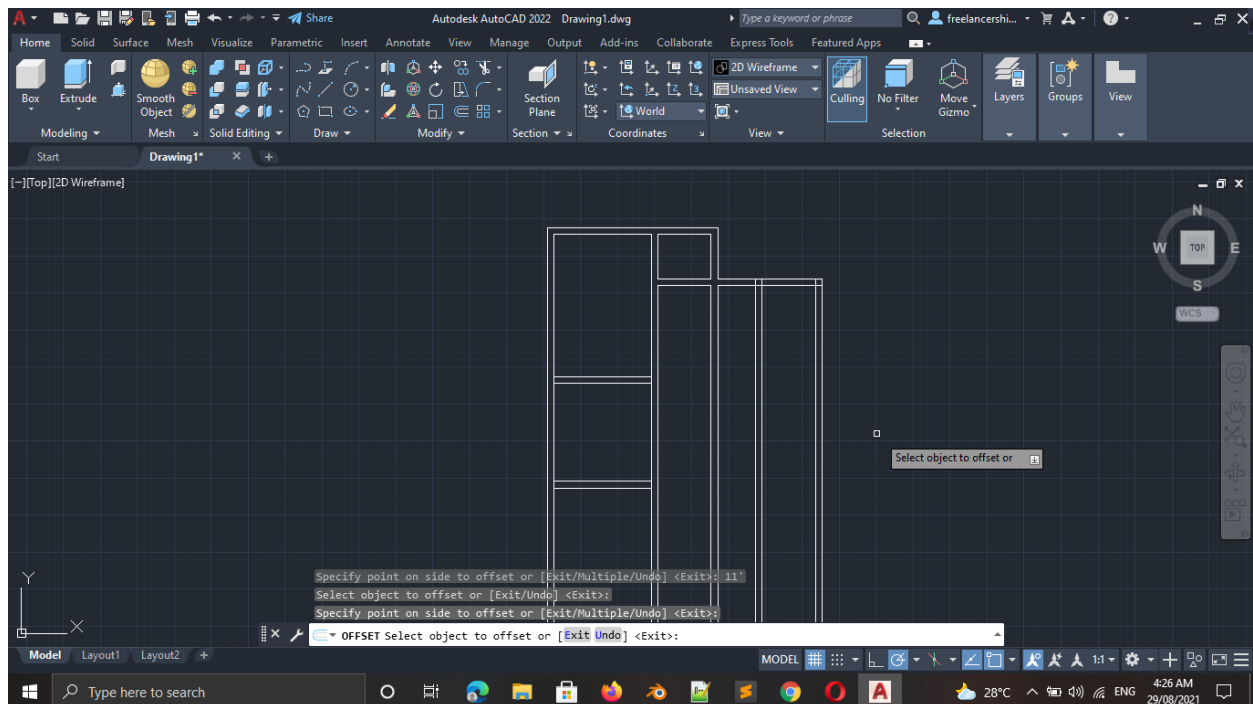 Share Autodesk AutoCAD 2022 Drawing1.dwg Type a keyword or phrase freelancershi...
Home Solid Surface Mesh Visualize Parametric Insert Annotate View Manage Output Add-ins Collaborate Express Tools Featured Apps
2D Wireframe
Unsaved View
World
Box Extrude Smooth Object Section Plane Culling No Filter Move Gizmo Layers Groups View
Modeling Mesh Solid Editing Draw Modify Section Coordinates View Selection
Start Drawing1* +
[−][Top][2D Wireframe]
N
W TOP E
S
WCS
Select object to offset or
Y
X
Specify point on side to offset or [Exit/Multiple/Undo] <Exit>: 11'
Select object to offset or [Exit/Undo] <Exit>:
Specify point on side to offset or [Exit/Multiple/Undo] <Exit>:
OFFSET Select object to offset or [Exit Undo] <Exit>:
Model Layout1 Layout2 + MODEL 1:1
Type here to search 28°C ENG 4:26 AM
29/08/2021